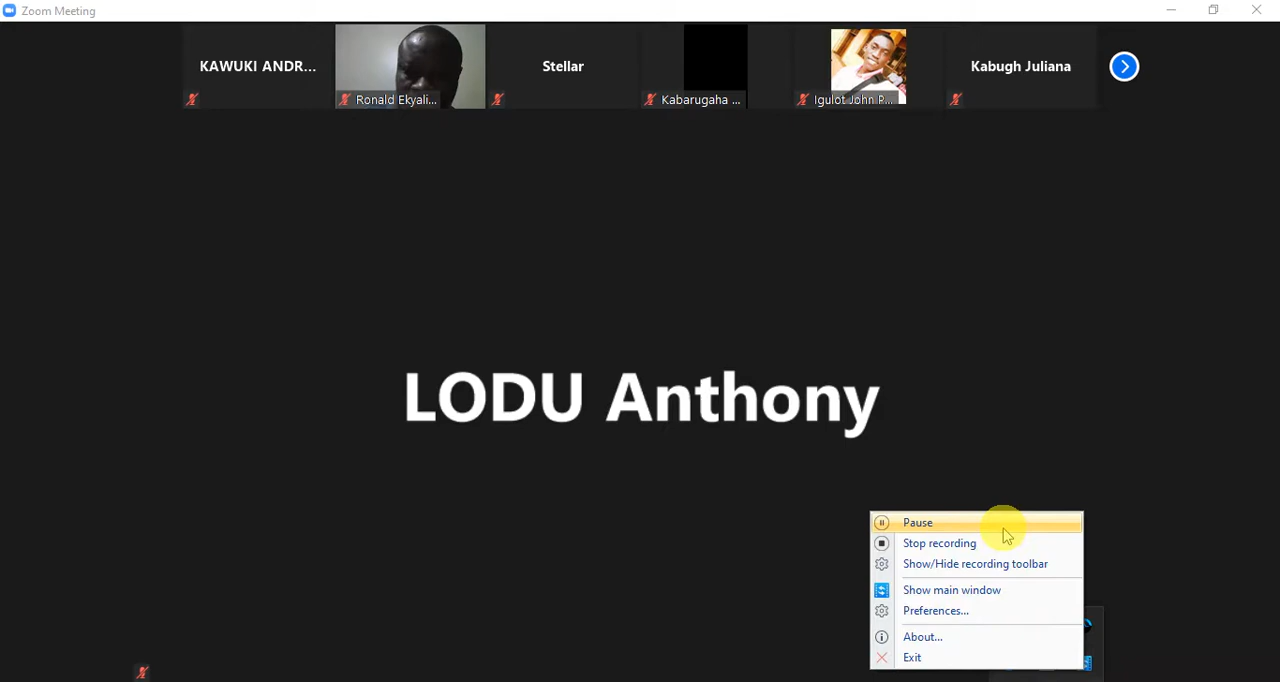 Zoom Meeting
KAWUKI ANDR...
Ronald Ekyali...
Stellar
Kabarugaha ...
Igulot John P...
Kabugh Juliana
LODU Anthony
Pause
Stop recording
Show/Hide recording toolbar
Show main window
Preferences...
About...
Exit